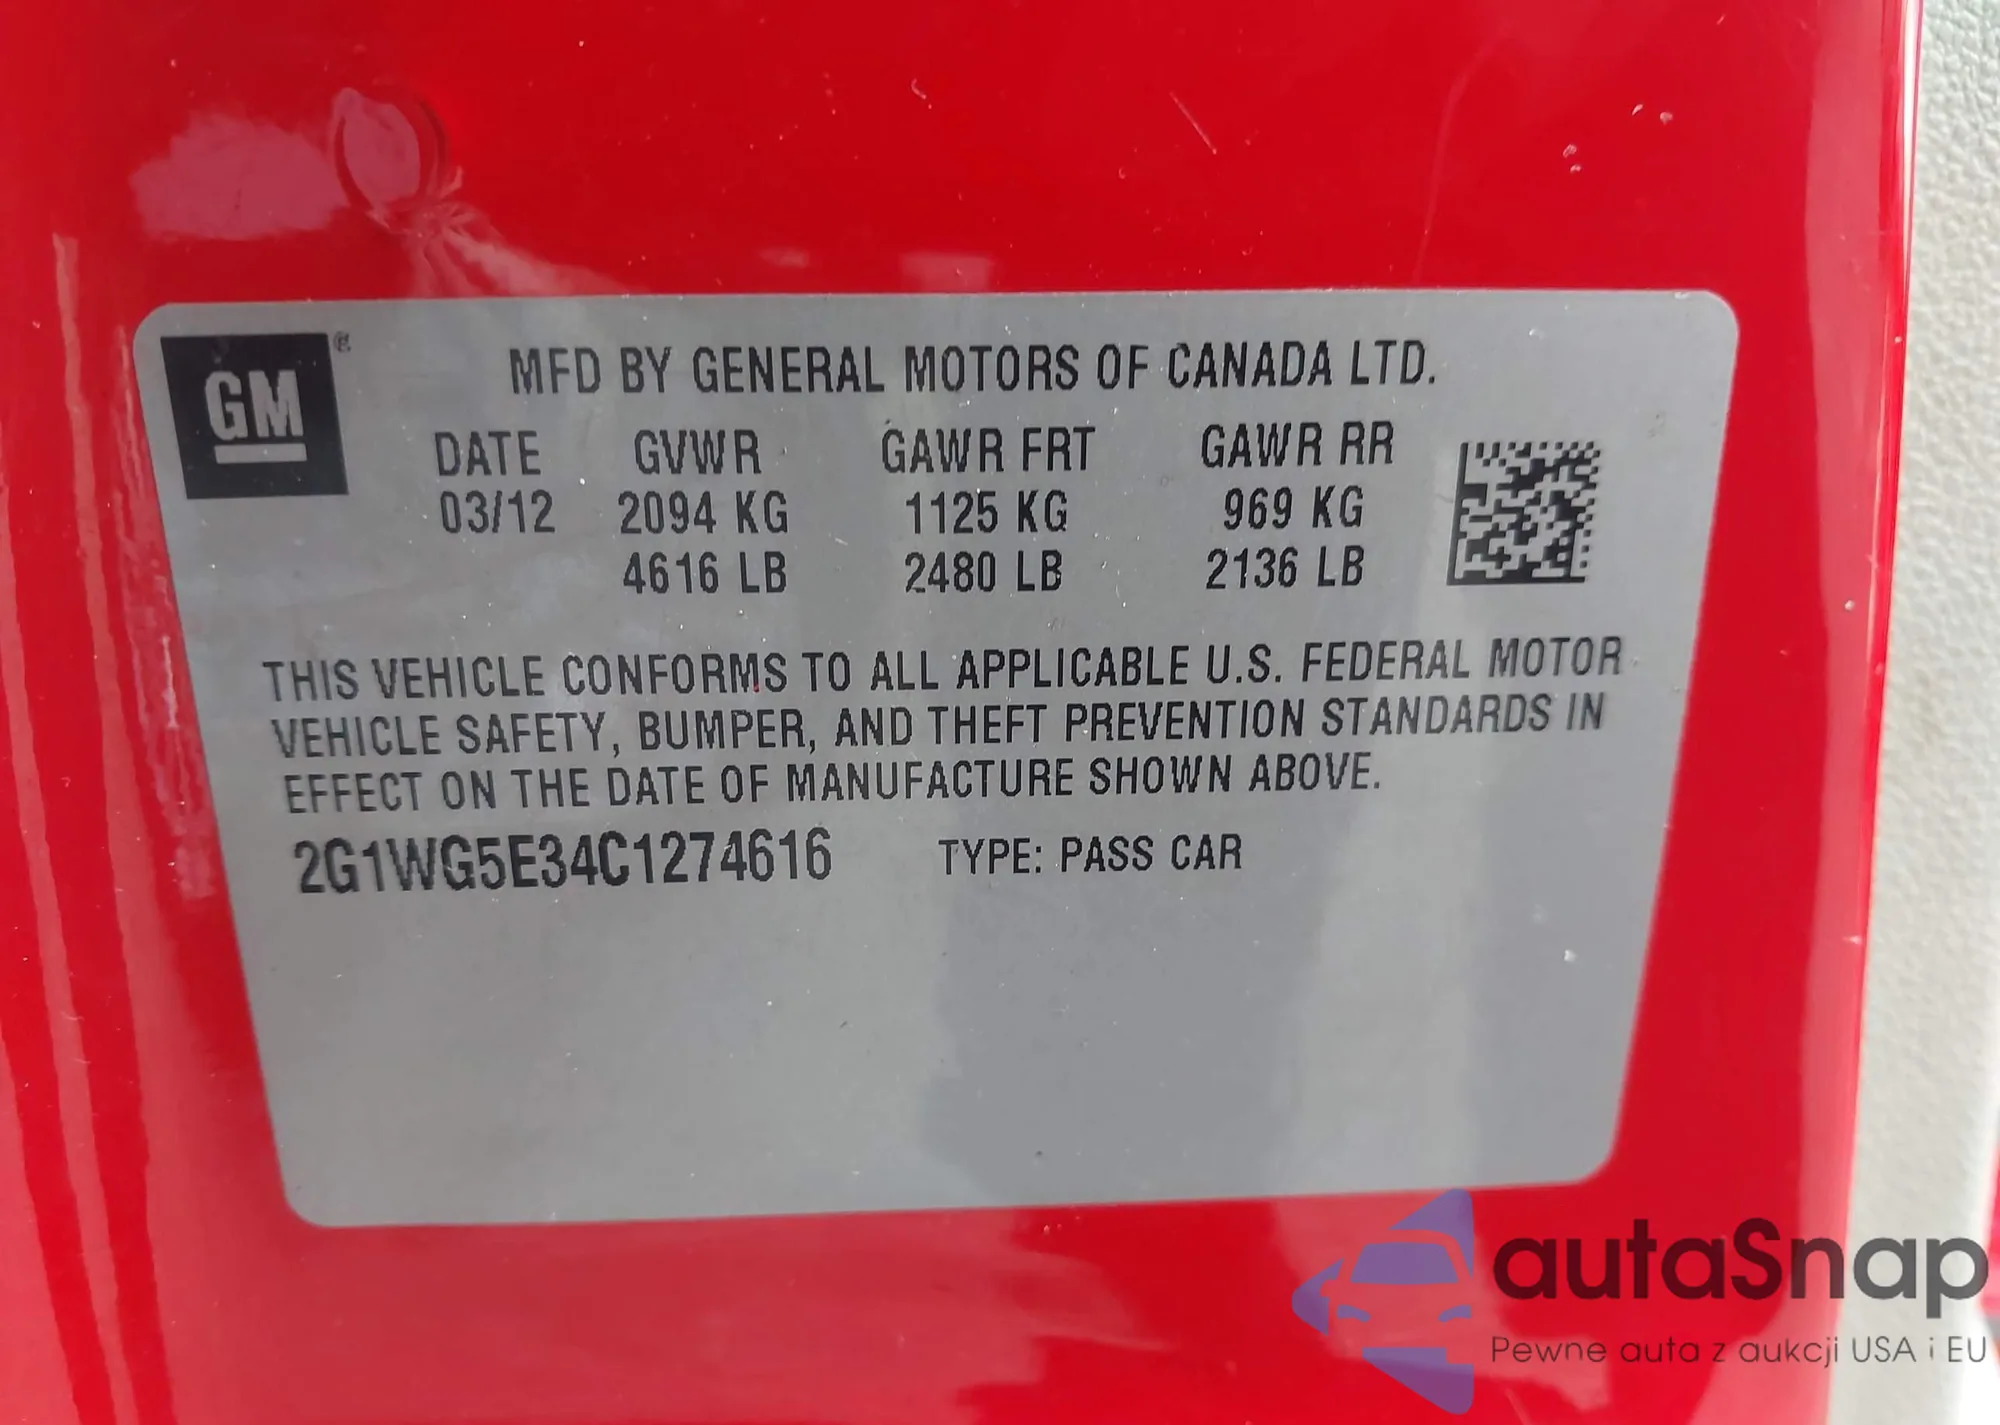 GM ®
MFD BY GENERAL MOTORS OF CANADA LTD.
DATE GVWR GAWR FRT GAWR RR
03/12 2094 KG 1125 KG 969 KG
4616 LB 2480 LB 2136 LB
THIS VEHICLE CONFORMS TO ALL APPLICABLE U.S. FEDERAL MOTOR
VEHICLE SAFETY, BUMPER, AND THEFT PREVENTION STANDARDS IN
EFFECT ON THE DATE OF MANUFACTURE SHOWN ABOVE.
2G1WG5E34C1274616 TYPE: PASS CAR
autaSnap
Pewne auta z aukcji USA i EU